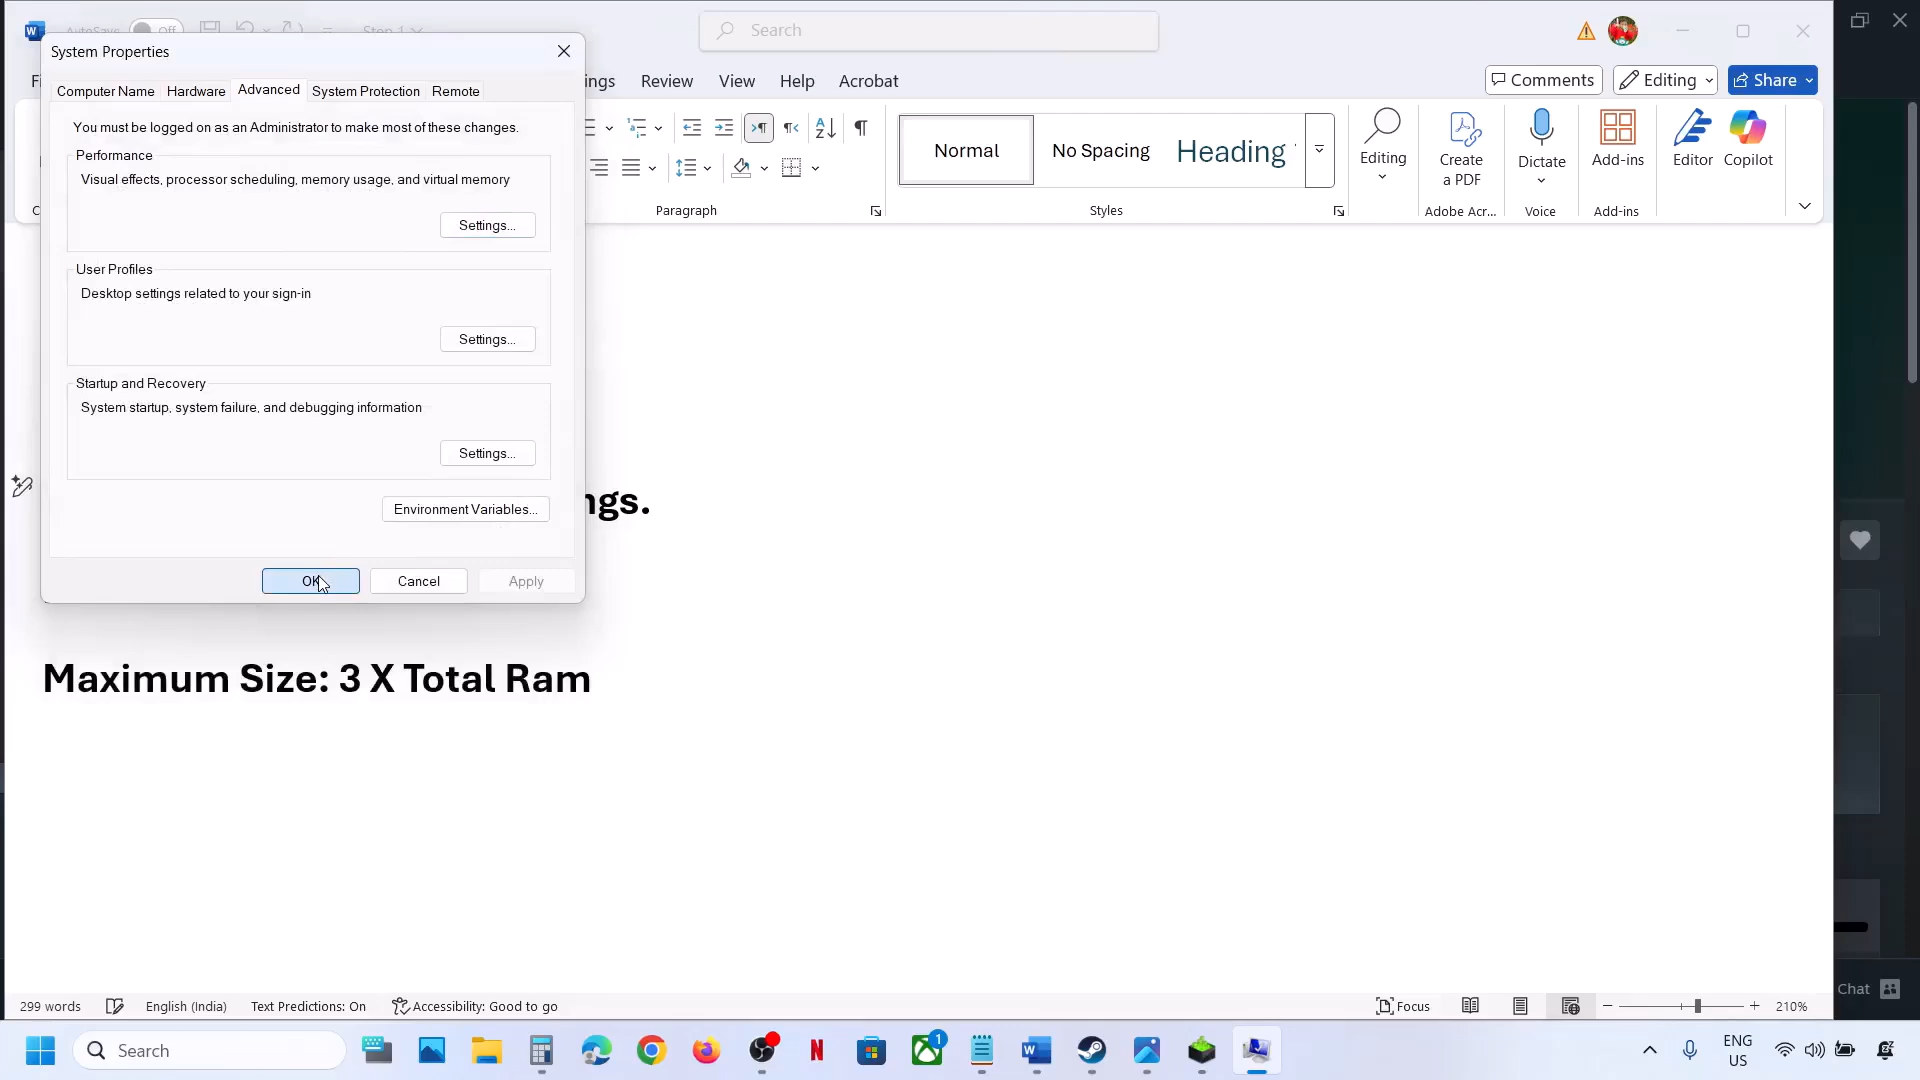 AutoSave Off
Step 1
Search
System Properties
Computer Name Hardware Advanced System Protection Remote
You must be logged on as an Administrator to make most of these changes.
Performance
Visual effects, processor scheduling, memory usage, and virtual memory
Settings...
User Profiles
Desktop settings related to your sign-in
Settings...
Startup and Recovery
System startup, system failure, and debugging information
Settings...
Environment Variables...
OK Cancel Apply
ings Review View Help Acrobat
Comments Editing Share
Normal No Spacing Heading
Editing Create a PDF Dictate Add-ins Editor Copilot
Paragraph Styles Adobe Acr... Voice Add-ins
ngs.
Maximum Size: 3 X Total Ram
Chat
299 words English (India) Text Predictions: On Accessibility: Good to go Focus 210%
Search
1
ENG
US